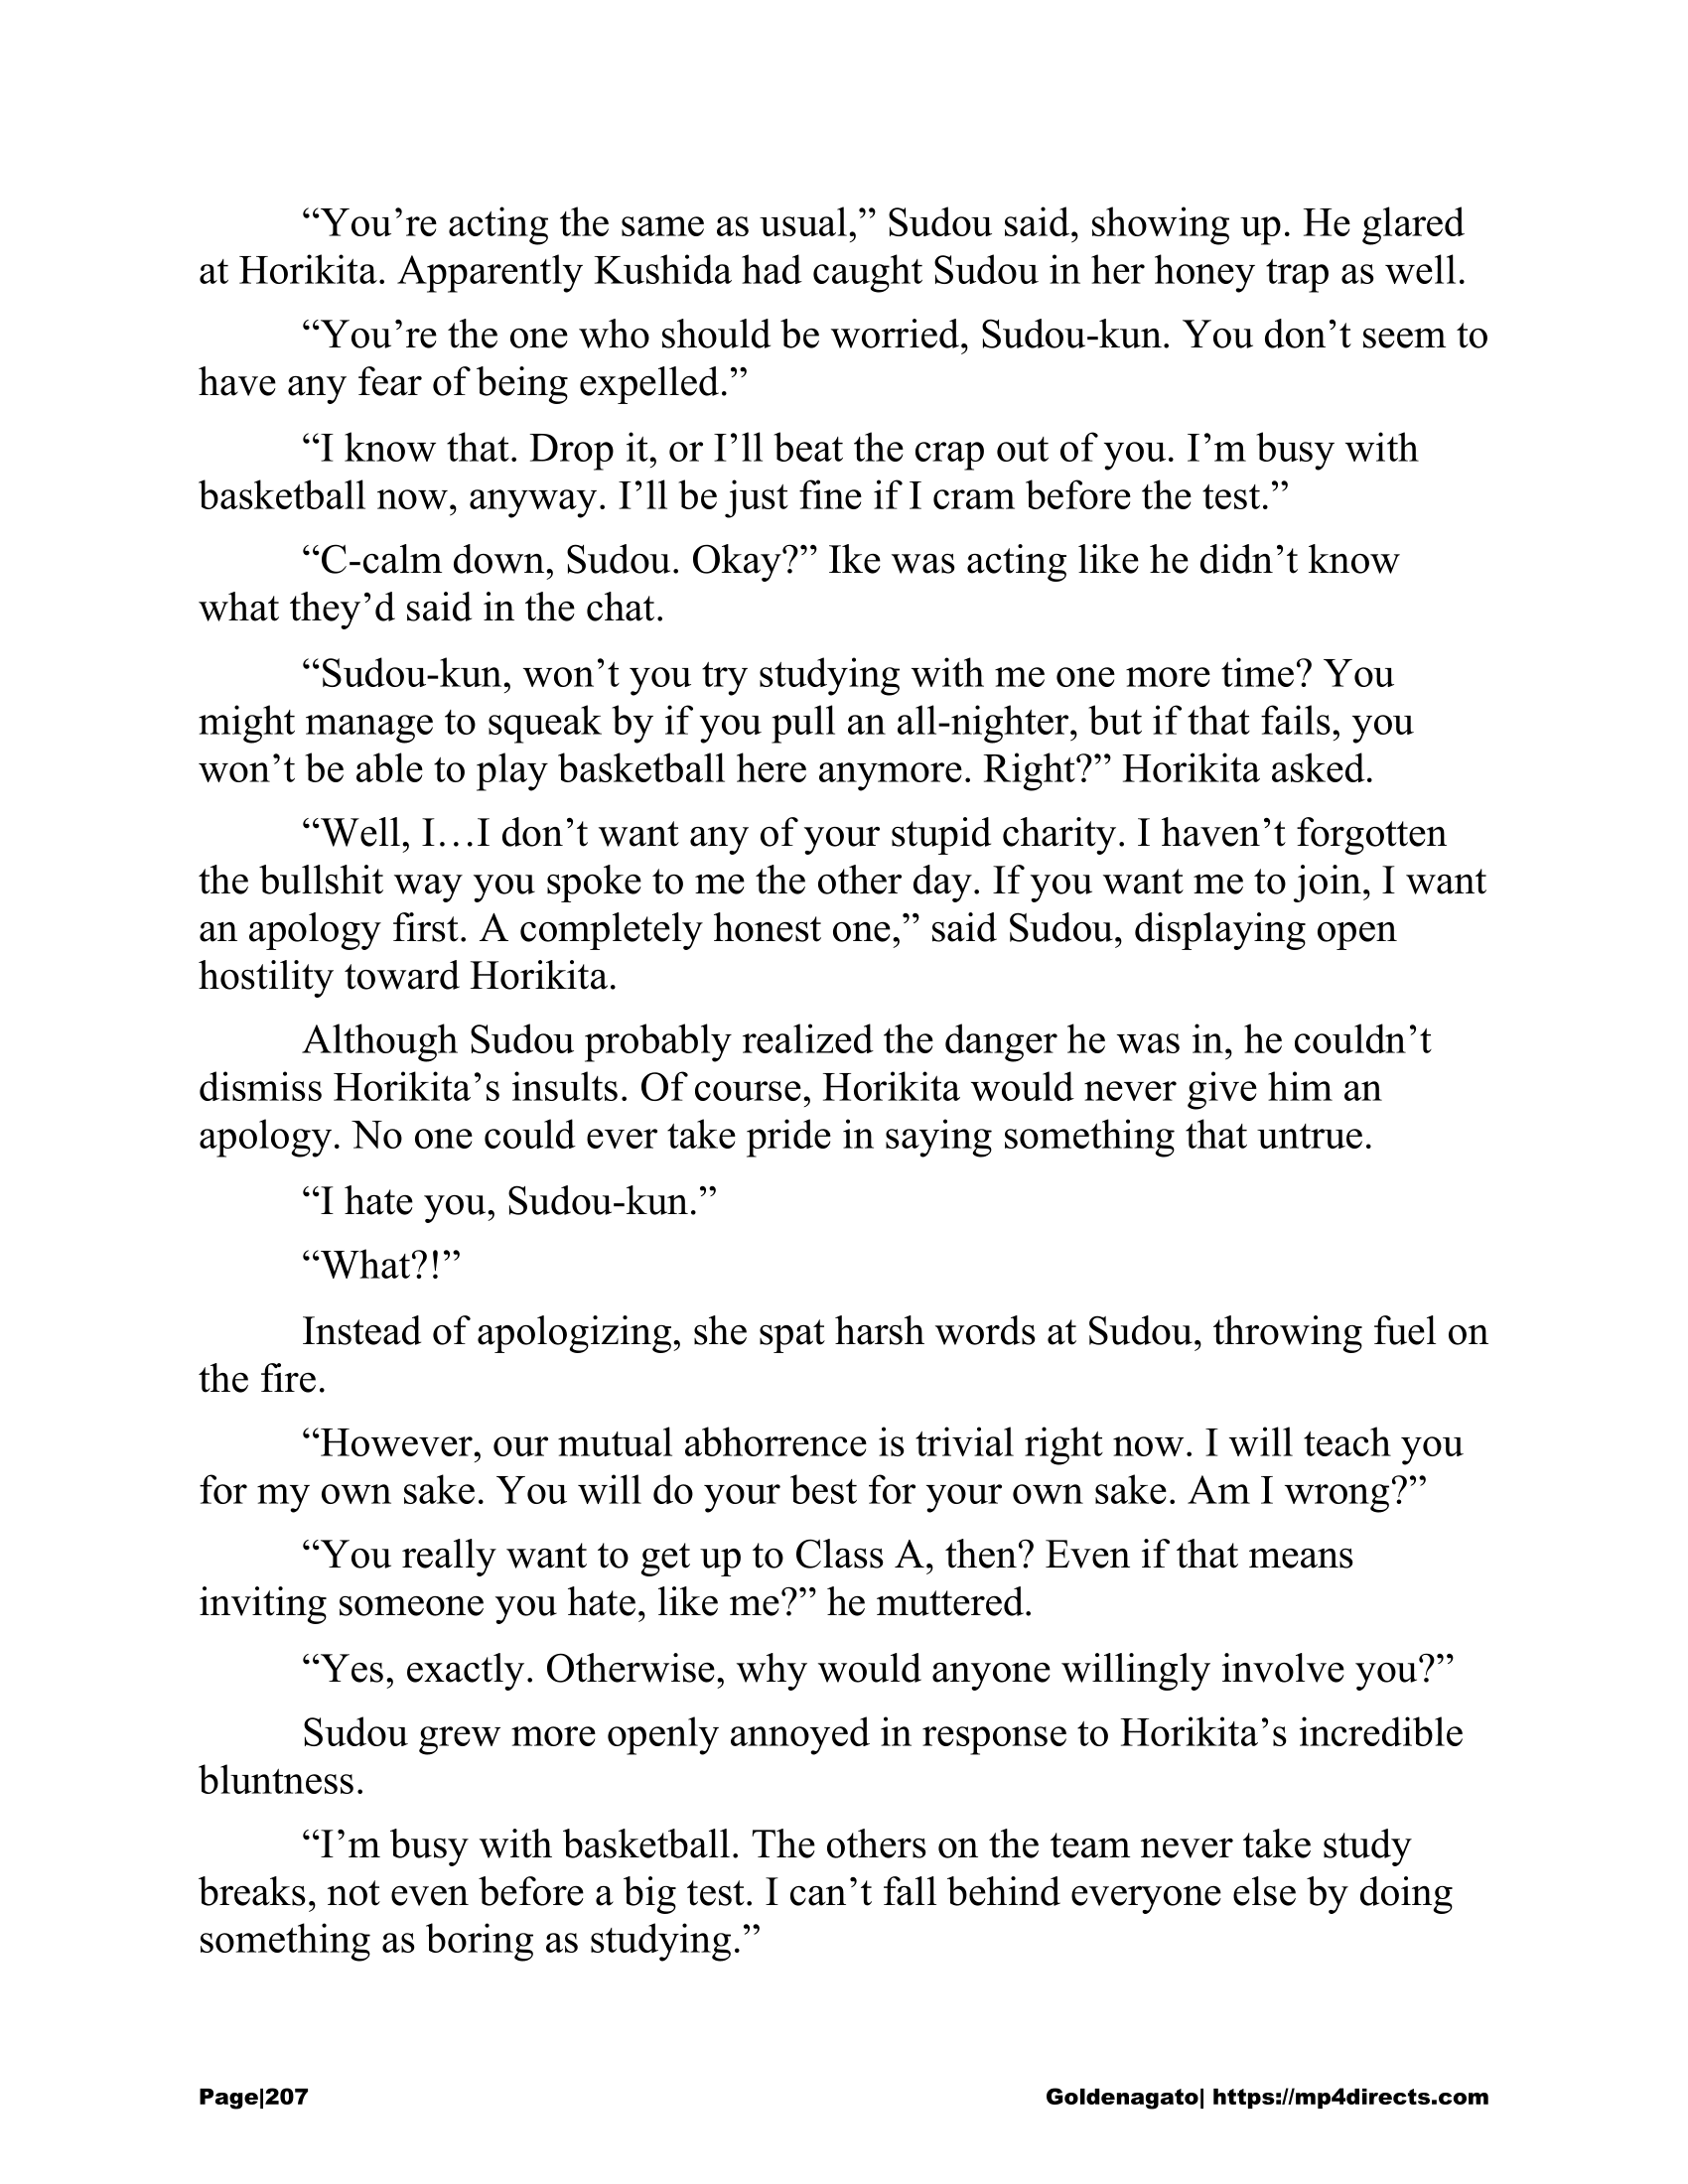 “You’re acting the same as usual,” Sudou said, showing up. He glared
at Horikita. Apparently Kushida had caught Sudou in her honey trap as well.
“You’re the one who should be worried, Sudou-kun. You don’t seem to
have any fear of being expelled.”
“I know that. Drop it, or I’ll beat the crap out of you. I’m busy with
basketball now, anyway. I’ll be just fine if I cram before the test.”
“C-calm down, Sudou. Okay?” Ike was acting like he didn’t know
what they’d said in the chat.
“Sudou-kun, won’t you try studying with me one more time? You
might manage to squeak by if you pull an all-nighter, but if that fails, you
won’t be able to play basketball here anymore. Right?” Horikita asked.
“Well, I…I don’t want any of your stupid charity. I haven’t forgotten
the bullshit way you spoke to me the other day. If you want me to join, I want
an apology first. A completely honest one,” said Sudou, displaying open
hostility toward Horikita.
Although Sudou probably realized the danger he was in, he couldn’t
dismiss Horikita’s insults. Of course, Horikita would never give him an
apology. No one could ever take pride in saying something that untrue.
“I hate you, Sudou-kun.”
“What?!”
Instead of apologizing, she spat harsh words at Sudou, throwing fuel on
the fire.
“However, our mutual abhorrence is trivial right now. I will teach you
for my own sake. You will do your best for your own sake. Am I wrong?”
“You really want to get up to Class A, then? Even if that means
inviting someone you hate, like me?” he muttered.
“Yes, exactly. Otherwise, why would anyone willingly involve you?”
Sudou grew more openly annoyed in response to Horikita’s incredible
bluntness.
“I’m busy with basketball. The others on the team never take study
breaks, not even before a big test. I can’t fall behind everyone else by doing
something as boring as studying.”
Page|207 Goldenagato| https://mp4directs.com